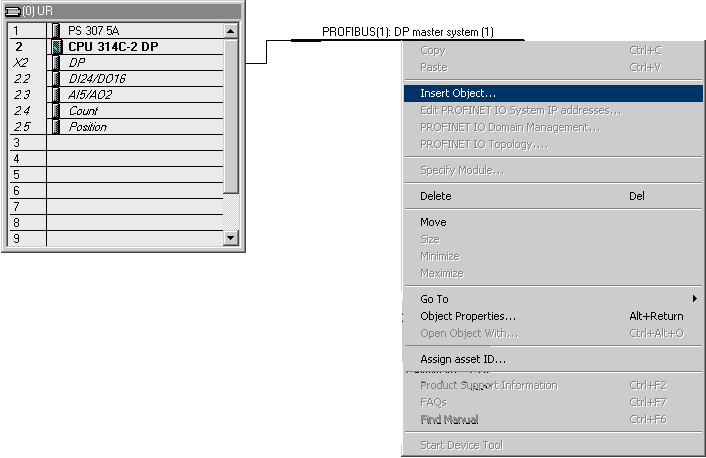 (0) UR
1 PS 307 5A
2 CPU 314C-2 DP
X2 DP
2.2 DI24/DO16
2.3 AI5/AO2
2.4 Count
2.5 Position
3
4
5
6
7
8
9
PROFIBUS(1): DP master system (1)
Copy Ctrl+C
Paste Ctrl+V
Insert Object...
Edit PROFINET IO System IP addresses...
PROFINET IO Domain Management...
PROFINET IO Topology....
Specify Module...
Delete Del
Move
Size
Minimize
Maximize
Go To
Object Properties... Alt+Return
Open Object With... Ctrl+Alt+O
Assign asset ID...
Product Support Information Ctrl+F2
FAQs Ctrl+F7
Find Manual Ctrl+F6
Start Device Tool